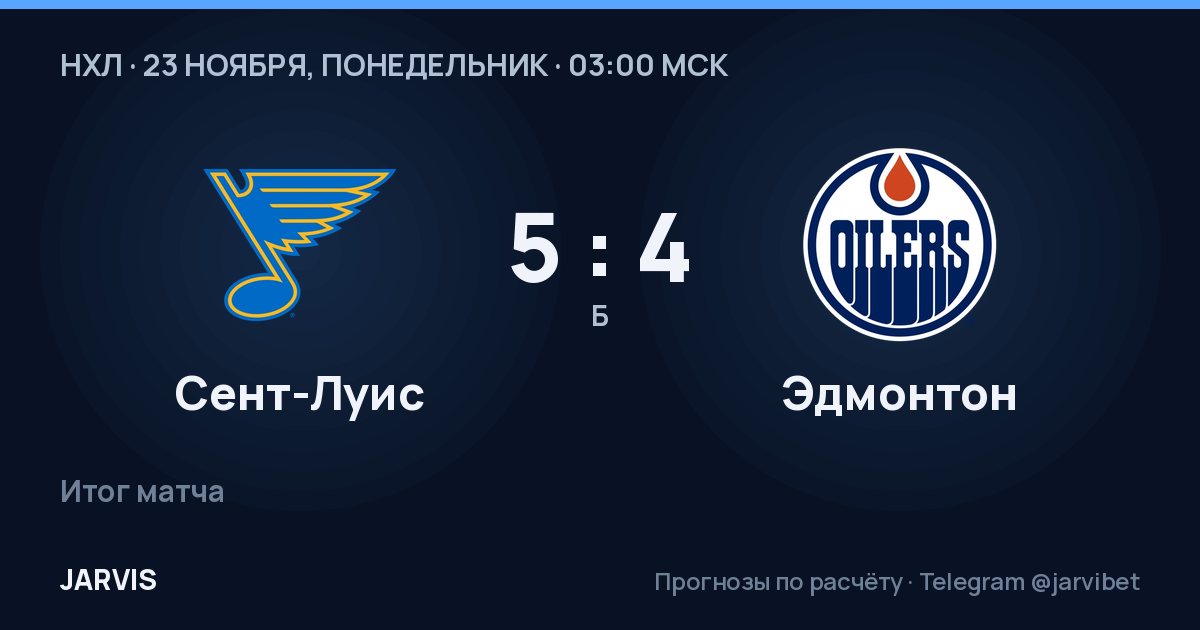 НХЛ · 23 НОЯБРЯ, ПОНЕДЕЛЬНИК · 03:00 МСК
OILERS
5 : 4
Б
Сент-Луис
Эдмонтон
Итог матча
JARVIS
Прогнозы по расчёту · Telegram @jarvibet